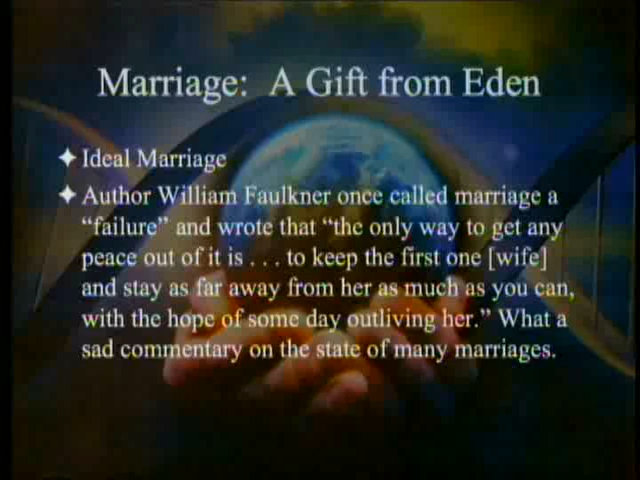 Marriage:  A Gift from Eden
✦ Ideal Marriage
✦ Author William Faulkner once called marriage a
“failure” and wrote that “the only way to get any
peace out of it is . . . to keep the first one [wife]
and stay as far away from her as much as you can,
with the hope of some day outliving her.” What a
sad commentary on the state of many marriages.